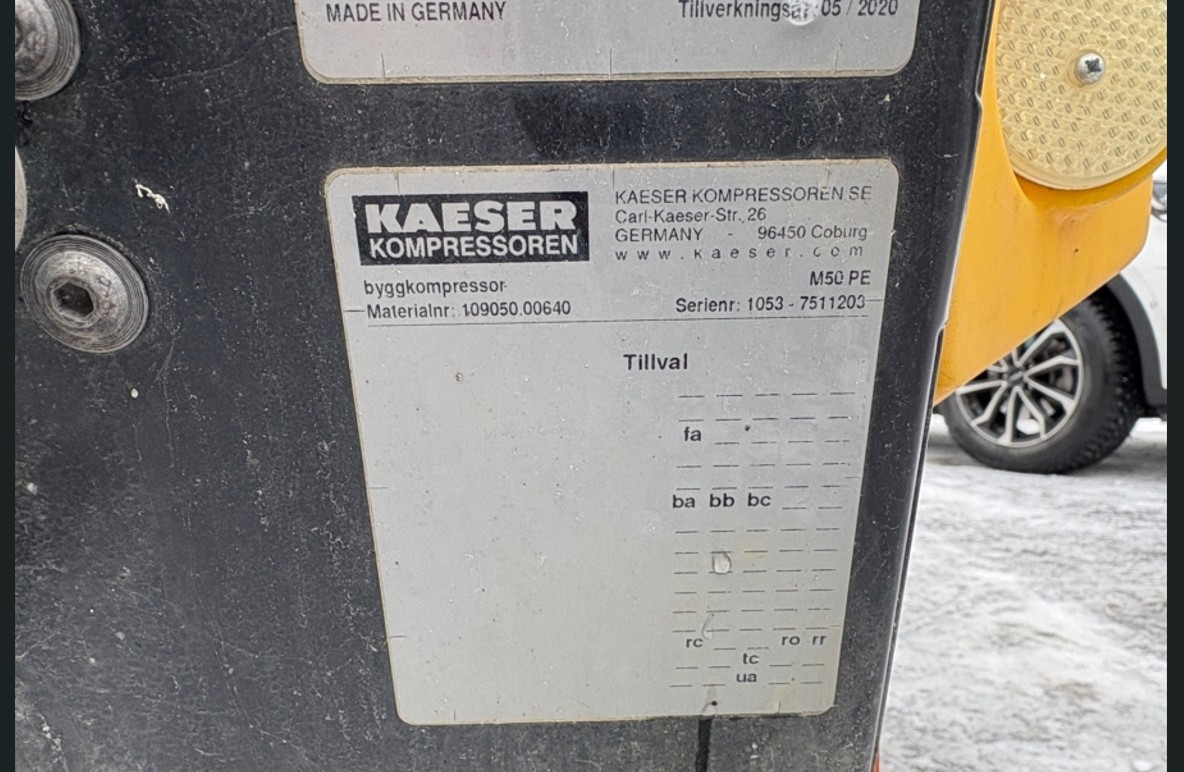 MADE IN GERMANY Tillverkningsår 05 / 2020
KAESER
KOMPRESSOREN
KAESER KOMPRESSOREN SE
Carl-Kaeser-Str. 26
GERMANY - 96450 Coburg
www.kaeser.com
byggkompressor M50 PE
Materialnr: 109050.00640 Serienr: 1053 - 7511203
Tillval
fa
ba bb bc
rc ro rr
tc
ua